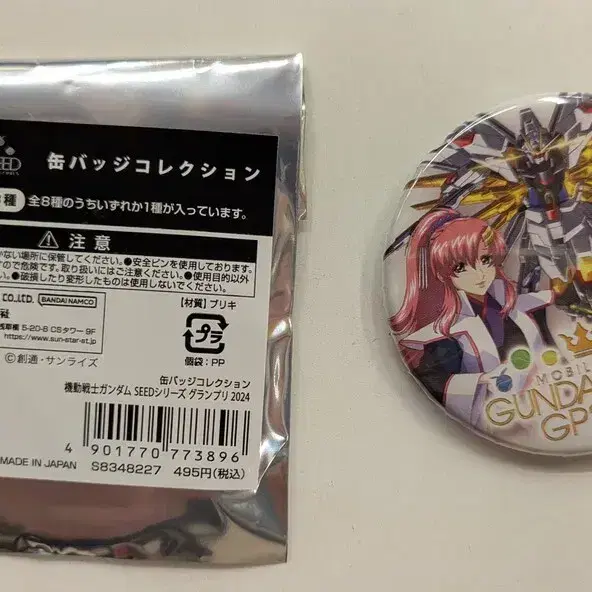 SEED
缶バッジコレクション
種 全8種のうちいずれか1種が入っています。
注意
ない場所に保管してください。●安全ピンを使用しております。
ので危険です。取り扱いにはご注意ください。●使用目的以外
●破損したり変形したものは使用しないでください。
CO.,LTD. BANDAI NAMCO
5-20-8 CSタワー 9F
https://www.sun-star-st.jp
©創通・サンライズ
【材質】ブリキ
プラ
個袋:PP
缶バッジコレクション
機動戦士ガンダム SEEDシリーズ グランプリ 2024
4 901770 773896
MADE IN JAPAN S8348227 495円(税込)
MOBIL
GUNDA
GP